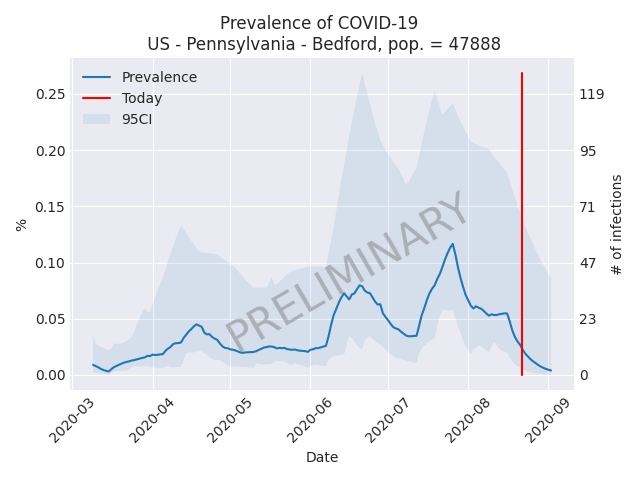 Prevalence of COVID-19
US - Pennsylvania - Bedford, pop. = 47888
Prevalence
Today
95CI
%
0.25
0.20
0.15
0.10
0.05
0.00
119
95
71
47
23
0
# of infections
PRELIMINARY
2020-03
2020-04
2020-05
2020-06
2020-07
2020-08
2020-09
Date